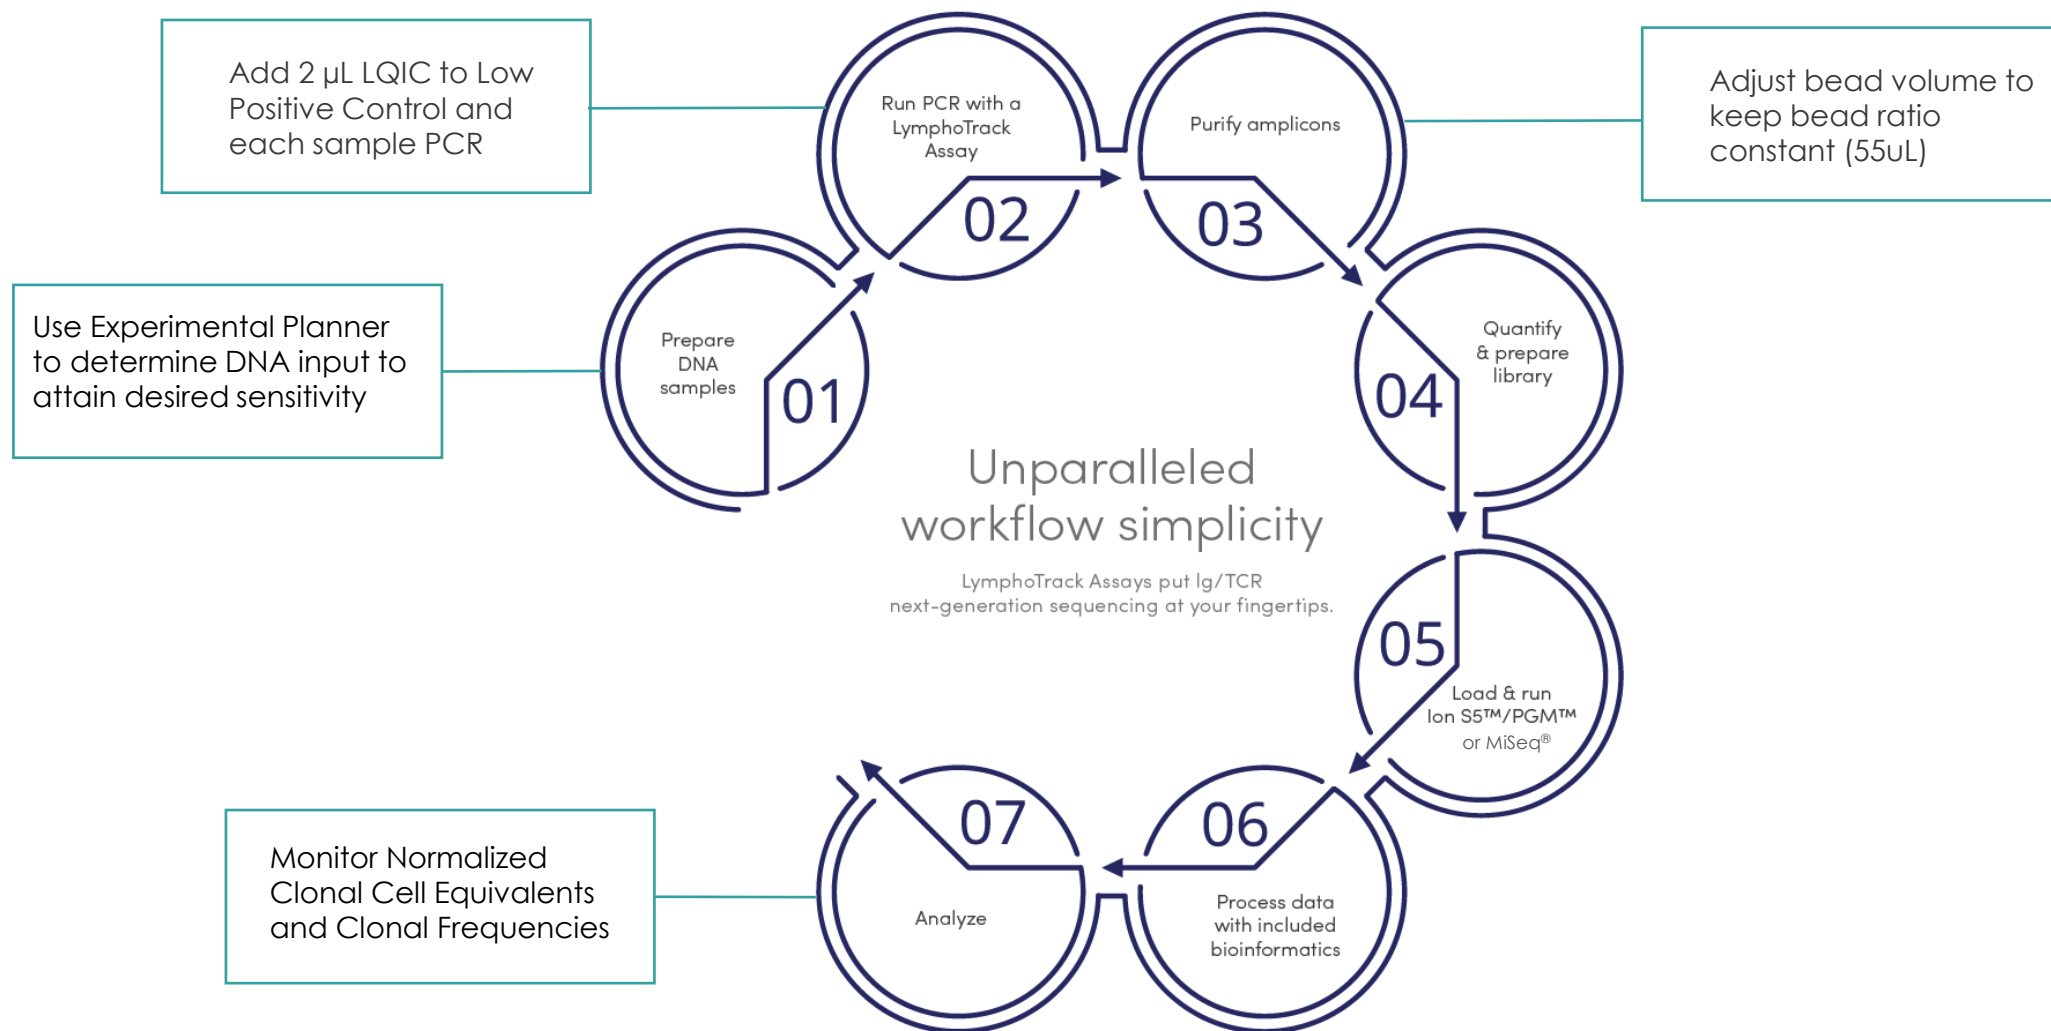 Add 2 µL LQIC to Low
Positive Control and
each sample PCR
Run PCR with a
LymphoTrack
Assay
02
Purify amplicons
03
Adjust bead volume to
keep bead ratio
constant (55uL)
Use Experimental Planner
to determine DNA input to
attain desired sensitivity
Prepare
DNA
samples
01
Quantify
& prepare
library
04
Unparalleled
workflow simplicity
LymphoTrack Assays put Ig/TCR
next-generation sequencing at your fingertips.
05
Load & run
Ion S5™/PGM™
or MiSeq®
06
Process data
with included
bioinformatics
07
Analyze
Monitor Normalized
Clonal Cell Equivalents
and Clonal Frequencies